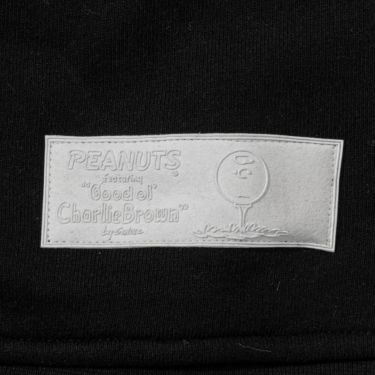 PEANUTS
featuring
"Good ol'
CharlieBrown"
by Schulz